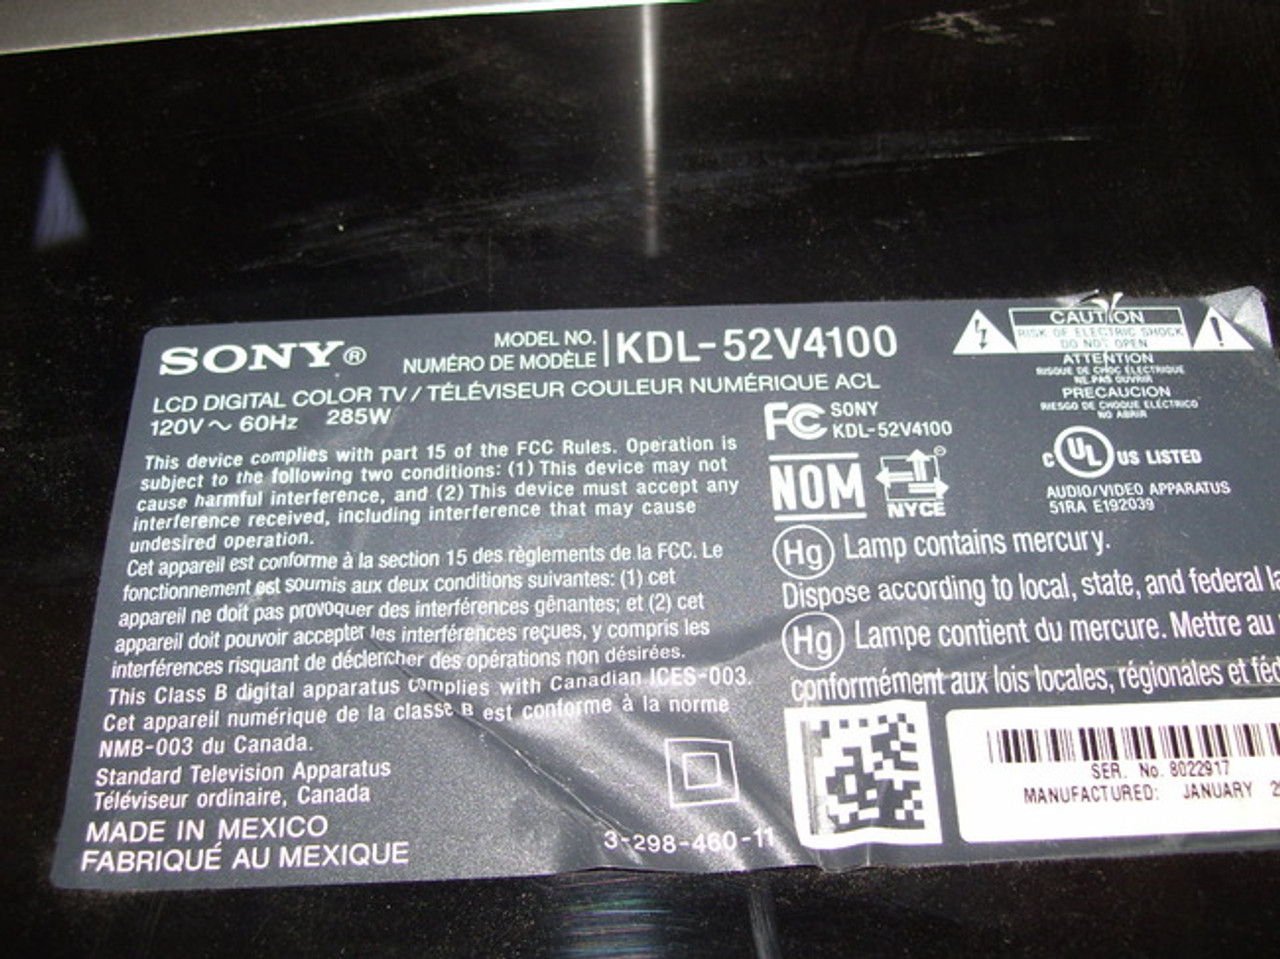 SONY®
MODEL NO.
NUMÉRO DE MODÈLE
KDL-52V4100
LCD DIGITAL COLOR TV / TÉLÉVISEUR COULEUR NUMÉRIQUE ACL
120V ~ 60Hz 285W
This device complies with part 15 of the FCC Rules. Operation is
subject to the following two conditions: (1) This device may not
cause harmful interference, and (2) This device must accept any
interference received, including interference that may cause
undesired operation.
Cet appareil est conforme à la section 15 des règlements de la FCC. Le
fonctionnement est soumis aux deux conditions suivantes: (1) cet
appareil ne doit pas provoquer des interférences gênantes; et (2) cet
appareil doit pouvoir accepter les interférences reçues, y compris les
interférences risquant de déclencher des opérations non désirées.
This Class B digital apparatus complies with Canadian ICES-003.
Cet appareil numérique de la classe B est conforme à la norme
NMB-003 du Canada.
Standard Television Apparatus
Téléviseur ordinaire, Canada
MADE IN MEXICO
FABRIQUÉ AU MEXIQUE
3-298-460-11
FC SONY
KDL-52V4100
NOM
NYCE
CAUTION
RISK OF ELECTRIC SHOCK
DO NOT OPEN
ATTENTION
RISQUE DE CHOC ÉLECTRIQUE
NE PAS OUVRIR
PRECAUCION
RIESGO DE CHOQUE ELÉCTRICO
NO ABRIR
C UL US LISTED
AUDIO/VIDEO APPARATUS
51RA E192039
Hg Lamp contains mercury.
Dispose according to local, state, and federal
Hg Lampe contient du mercure. Mettre au
conformément aux lois locales, régionales et
SER. No. 8022917
MANUFACTURED: JANUARY